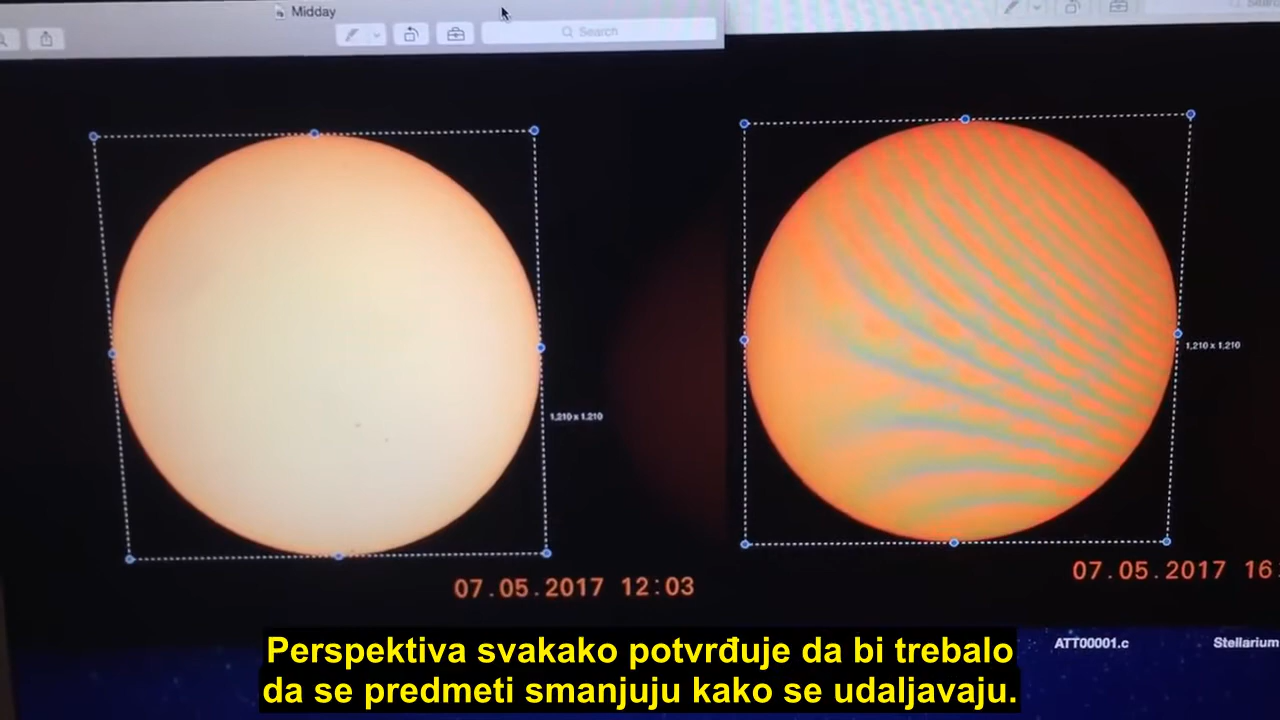 Midday
Search
1,210 x 1,210
1,210 x 1,210
07.05.2017 12:03
07.05.2017 16
ATT00001.c
Stellarium
Perspektiva svakako potvrđuje da bi trebalo
da se predmeti smanjuju kako se udaljavaju.